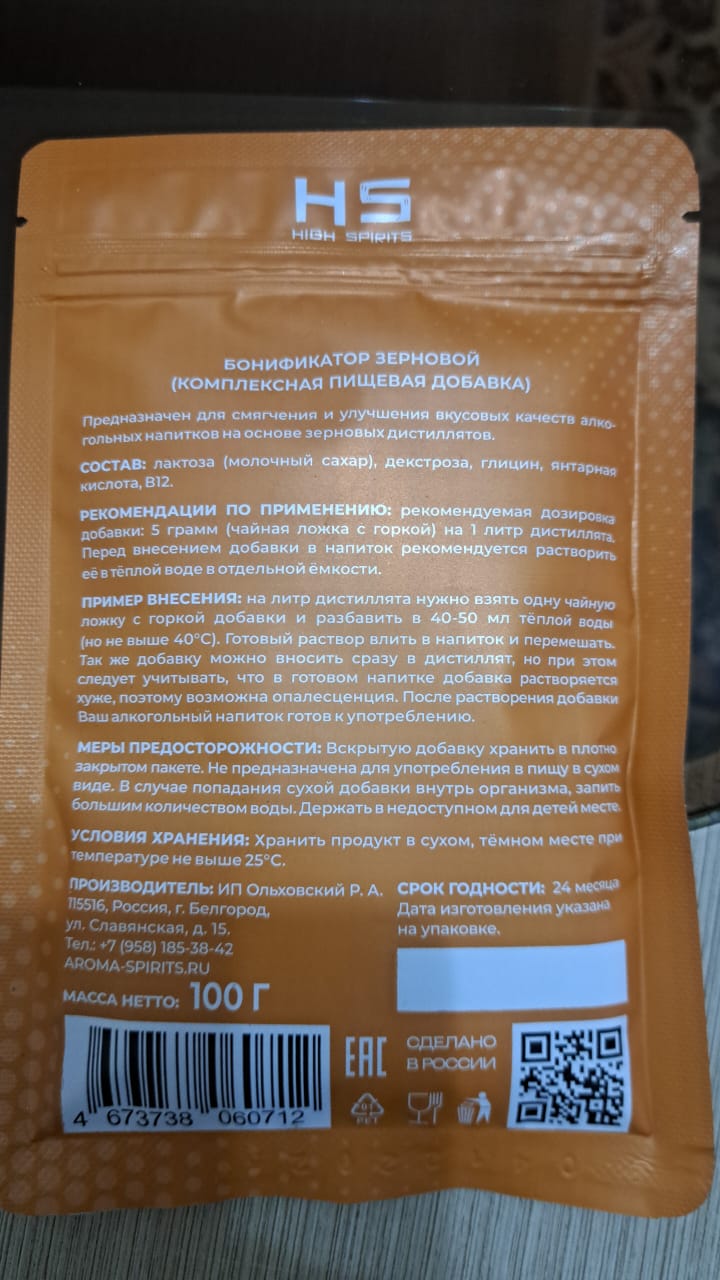 HS
HIGH SPIRITS
БОНИФИКАТОР ЗЕРНОВОЙ
(КОМПЛЕКСНАЯ ПИЩЕВАЯ ДОБАВКА)
Предназначен для смягчения и улучшения вкусовых качеств алко-
гольных напитков на основе зерновых дистиллятов.
СОСТАВ: лактоза (молочный сахар), декстроза, глицин, янтарная
кислота, В12.
РЕКОМЕНДАЦИИ ПО ПРИМЕНЕНИЮ: рекомендуемая дозировка
добавки: 5 грамм (чайная ложка с горкой) на 1 литр дистиллята.
Перед внесением добавки в напиток рекомендуется растворить
её в тёплой воде в отдельной ёмкости.
ПРИМЕР ВНЕСЕНИЯ: на литр дистиллята нужно взять одну чайную
ложку с горкой добавки и разбавить в 40-50 мл тёплой воды
(но не выше 40°C). Готовый раствор влить в напиток и перемешать.
Так же добавку можно вносить сразу в дистиллят, но при этом
следует учитывать, что в готовом напитке добавка растворяется
хуже, поэтому возможна опалесценция. После растворения добавки
Ваш алкогольный напиток готов к употреблению.
МЕРЫ ПРЕДОСТОРОЖНОСТИ: Вскрытую добавку хранить в плотно
закрытом пакете. Не предназначена для употребления в пищу в сухом
виде. В случае попадания сухой добавки внутрь организма, запить
большим количеством воды. Держать в недоступном для детей месте.
УСЛОВИЯ ХРАНЕНИЯ: Хранить продукт в сухом, тёмном месте при
температуре не выше 25°C.
ПРОИЗВОДИТЕЛЬ: ИП Ольховский Р. А.
115516, Россия, г. Белгород,
ул. Славянская, д. 15.
Тел.: +7 (958) 185-38-42
AROMA-SPIRITS.RU
МАССА НЕТТО: 100 Г
СРОК ГОДНОСТИ: 24 месяца
Дата изготовления указана
на упаковке.
4 673738 060712
ЕАС
СДЕЛАНО
В РОССИИ
01
PET